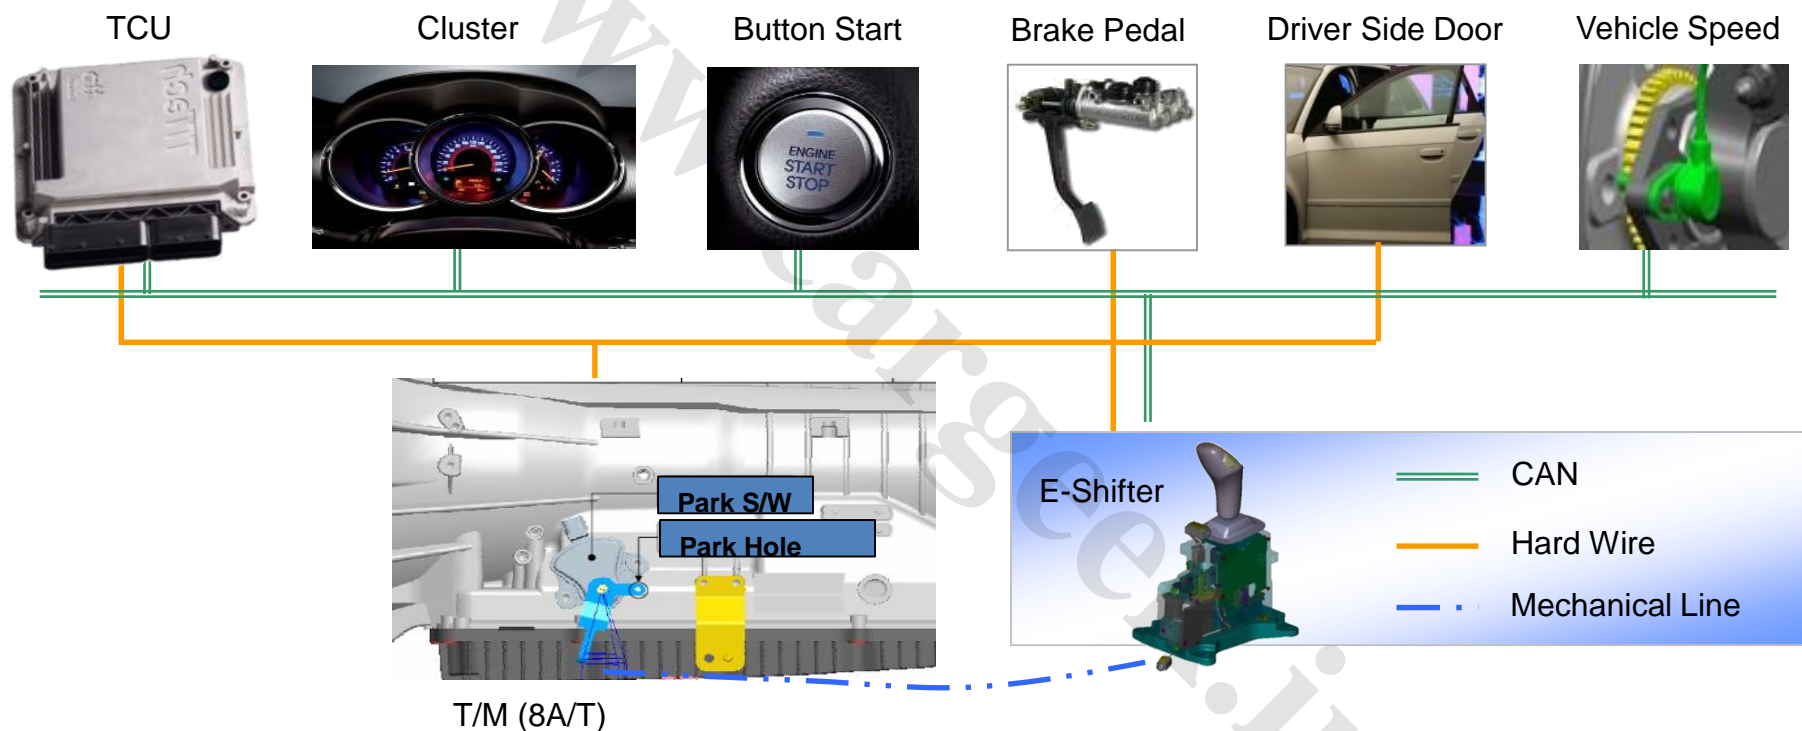 TCU
Cluster
Button Start
Brake Pedal
Driver Side Door
Vehicle Speed
ENGINE
START
STOP
Park S/W
Park Hole
E-Shifter
CAN
Hard Wire
Mechanical Line
T/M (8A/T)